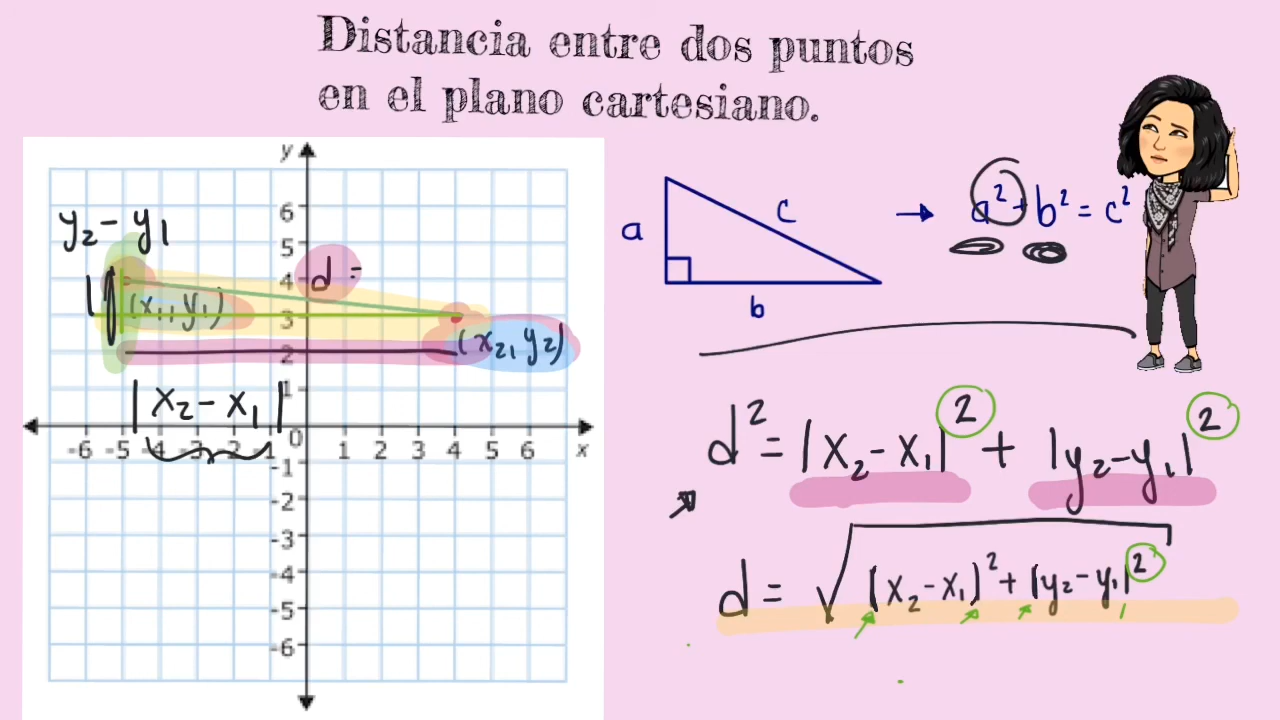 Distancia entre dos puntos
en el plano cartesiano.
y
6
5
4
3
2
1
0
-6 -5 -4 -3 -2 -1
1 2 3 4 5 6
x
-1
-2
-3
-4
-5
-6
y₂ - y₁
d =
(x₁, y₁)
(x₂, y₂)
|x₂ - x₁|
a
b
c
→ a² + b² = c²
d² = |x₂ - x₁|² + |y₂ - y₁|²
d = √|x₂ - x₁|² + |y₂ - y₁|²